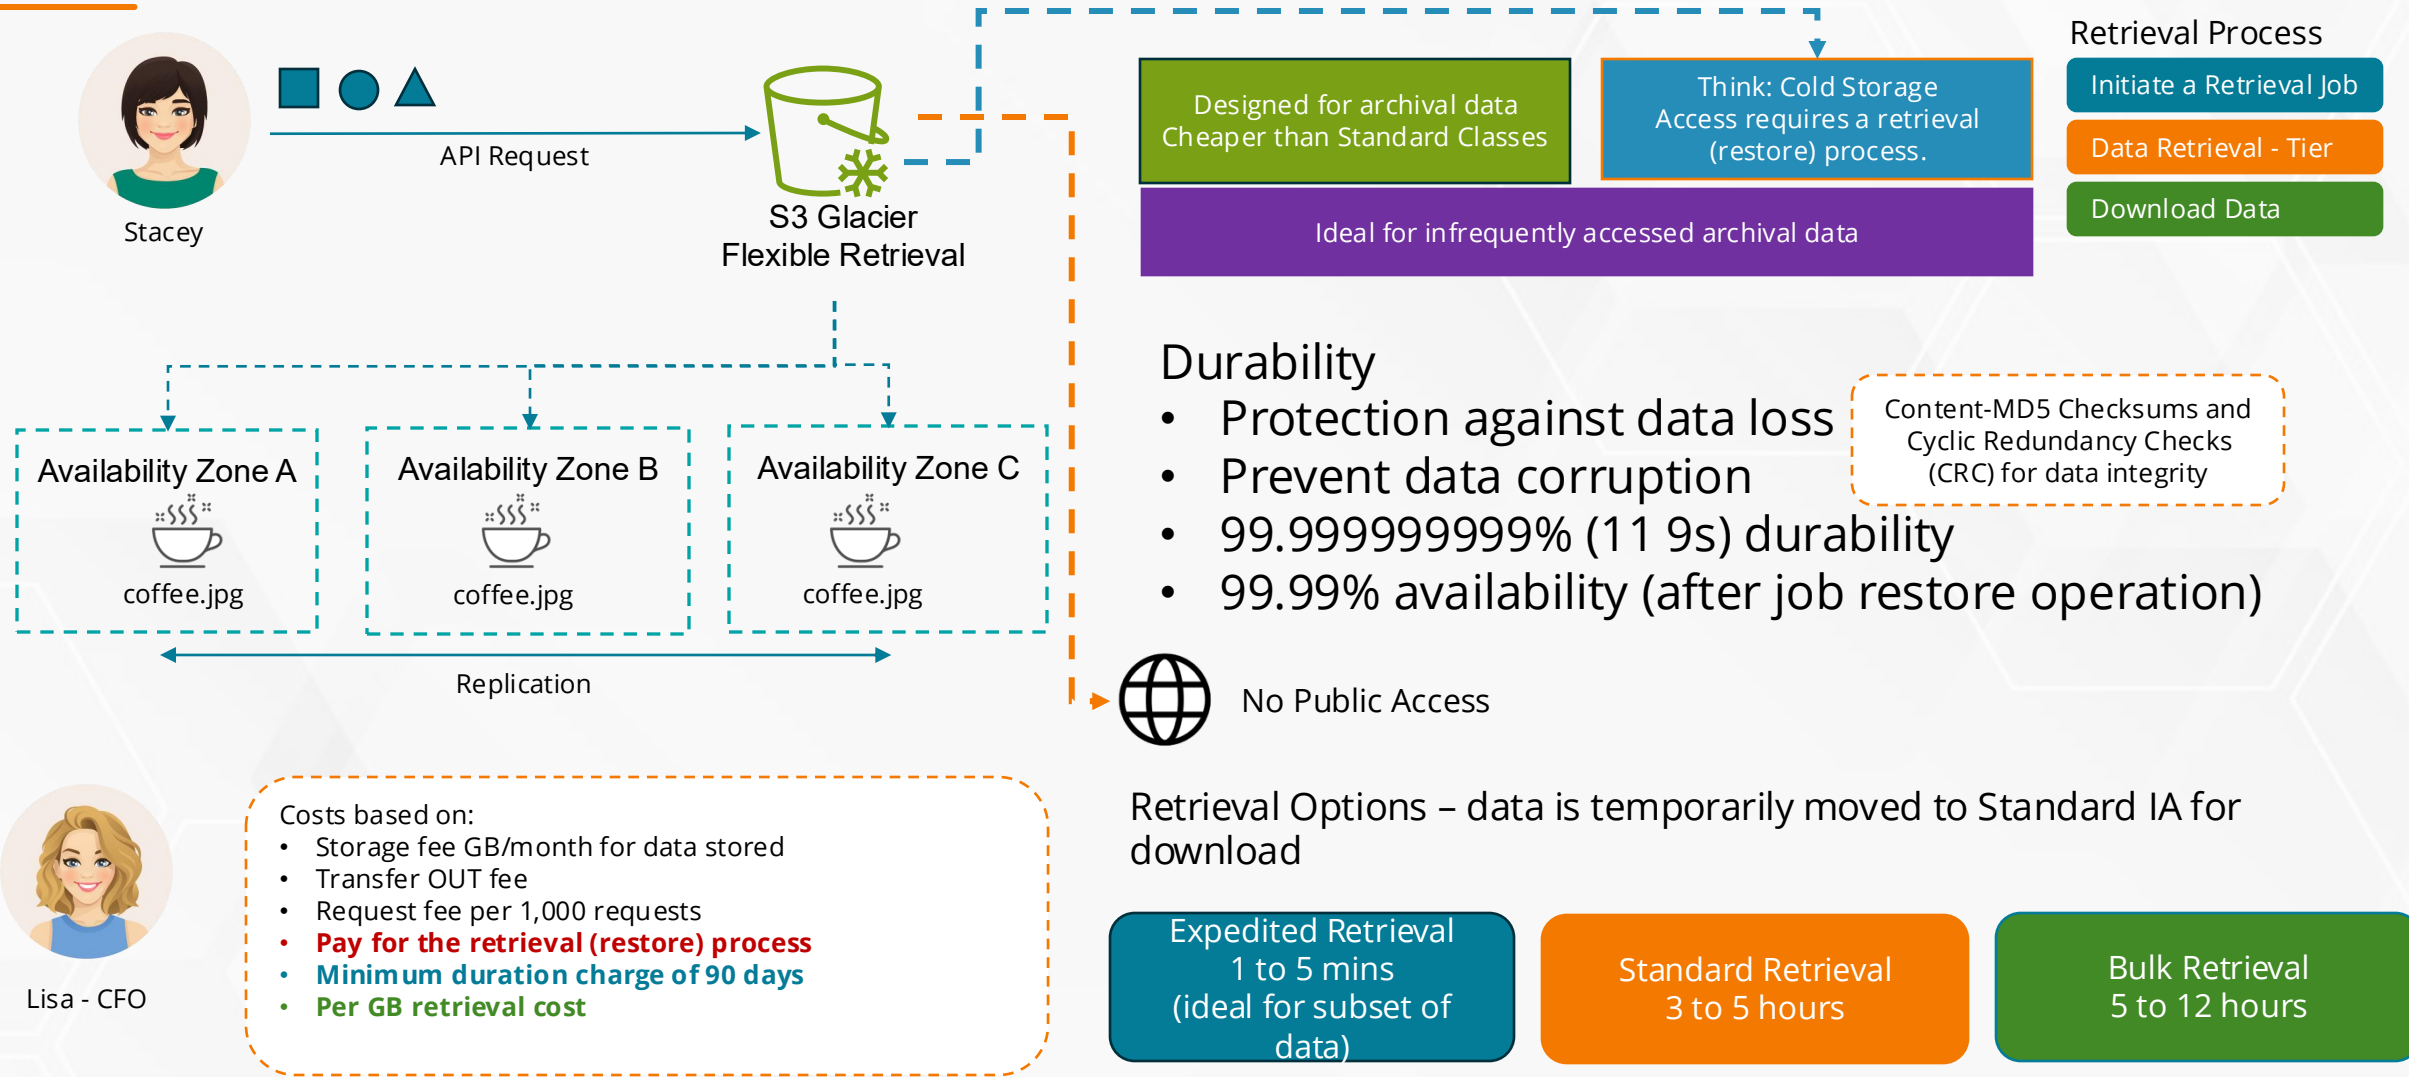 API Request
Stacey
S3 Glacier
Flexible Retrieval
Designed for archival data
Cheaper than Standard Classes
Think: Cold Storage
Access requires a retrieval
(restore) process.
Ideal for infrequently accessed archival data
Retrieval Process
Initiate a Retrieval Job
Data Retrieval - Tier
Download Data
Availability Zone A
coffee.jpg
Availability Zone B
coffee.jpg
Availability Zone C
coffee.jpg
Replication
Durability
• Protection against data loss
• Prevent data corruption
• 99.999999999% (11 9s) durability
• 99.99% availability (after job restore operation)
Content-MD5 Checksums and
Cyclic Redundancy Checks
(CRC) for data integrity
No Public Access
Lisa - CFO
Costs based on:
• Storage fee GB/month for data stored
• Transfer OUT fee
• Request fee per 1,000 requests
• Pay for the retrieval (restore) process
• Minimum duration charge of 90 days
• Per GB retrieval cost
Retrieval Options – data is temporarily moved to Standard IA for
download
Expedited Retrieval
1 to 5 mins
(ideal for subset of
data)
Standard Retrieval
3 to 5 hours
Bulk Retrieval
5 to 12 hours